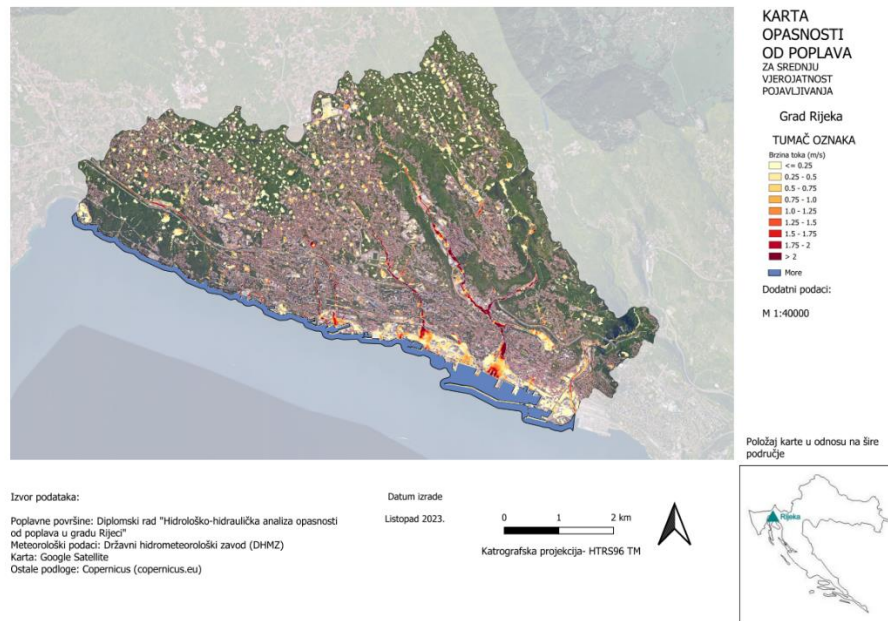 KARTA
OPASNOSTI
OD POPLAVA
ZA SREDNJU
VJEROJATNOST
POJAVLJIVANJA
Grad Rijeka
TUMAČ OZNAKA
Brzina toka (m/s)
<= 0.25
0.25 - 0.5
0.5 - 0.75
0.75 - 1.0
1.0 - 1.25
1.25 - 1.5
1.5 - 1.75
1.75 - 2
> 2
More
Dodatni podaci:
M 1:40000
Položaj karte u odnosu na šire
područje
Rijeka
Izvor podataka:
Poplavne površine: Diplomski rad "Hidrološko-hidraulička analiza opasnosti
od poplava u gradu Rijeci"
Meteorološki podaci: Državni hidrometeorološki zavod (DHMZ)
Karta: Google Satellite
Ostale podloge: Copernicus (copernicus.eu)
Datum izrade
Listopad 2023.
0 1 2 km
Katrografska projekcija- HTRS96 TM